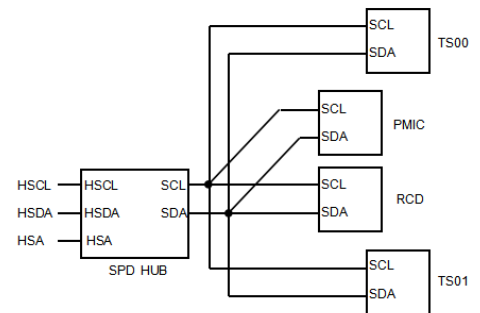 SCL
SDA
TS00
SCL
SDA
PMIC
HSCL HSCL SCL
HSDA HSDA SDA
HSA HSA
SPD HUB
SCL
SDA
RCD
SCL
SDA
TS01